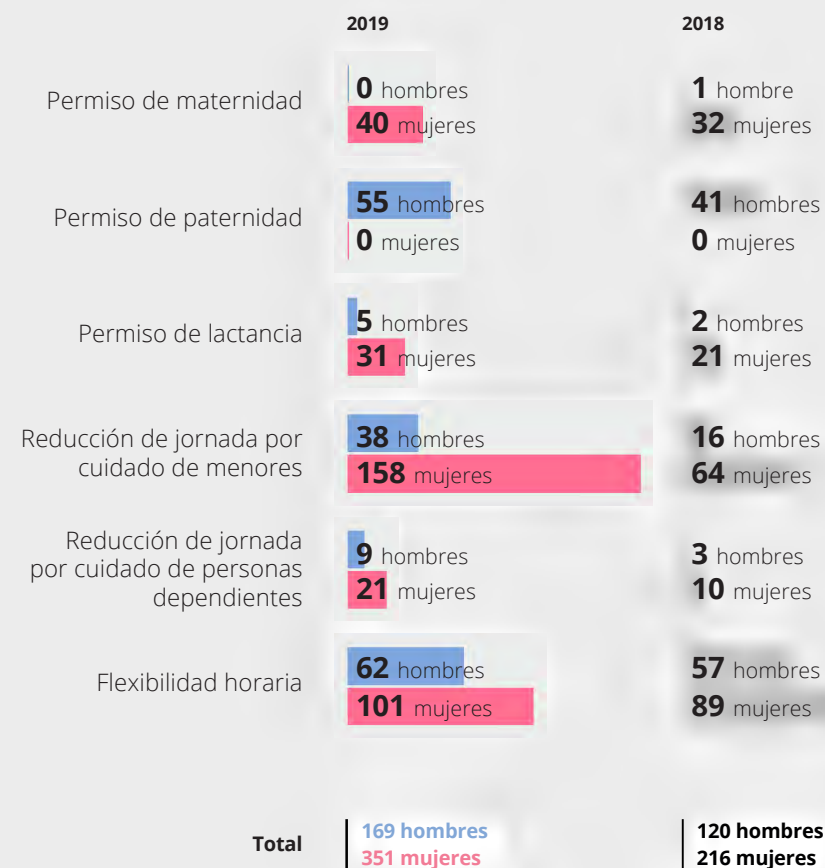 2019 2018
Permiso de maternidad
0 hombres 1 hombre
40 mujeres 32 mujeres
Permiso de paternidad
55 hombres 41 hombres
0 mujeres 0 mujeres
Permiso de lactancia
5 hombres 2 hombres
31 mujeres 21 mujeres
Reducción de jornada por
cuidado de menores
38 hombres 16 hombres
158 mujeres 64 mujeres
Reducción de jornada
por cuidado de personas
dependientes
9 hombres 3 hombres
21 mujeres 10 mujeres
Flexibilidad horaria
62 hombres 57 hombres
101 mujeres 89 mujeres
Total
169 hombres 120 hombres
351 mujeres 216 mujeres